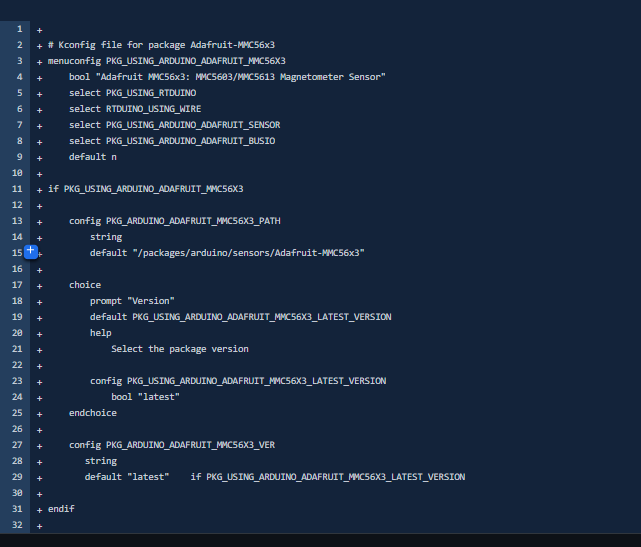 1 +
2 + # Kconfig file for package Adafruit-MMC56x3
3 + menuconfig PKG_USING_ARDUINO_ADAFRUIT_MMC56X3
4 +     bool "Adafruit MMC56x3: MMC5603/MMC5613 Magnetometer Sensor"
5 +     select PKG_USING_RTDUINO
6 +     select RTDUINO_USING_WIRE
7 +     select PKG_USING_ARDUINO_ADAFRUIT_SENSOR
8 +     select PKG_USING_ARDUINO_ADAFRUIT_BUSIO
9 +     default n
10 +
11 + if PKG_USING_ARDUINO_ADAFRUIT_MMC56X3
12 +
13 +     config PKG_ARDUINO_ADAFRUIT_MMC56X3_PATH
14 +         string
15 +         default "/packages/arduino/sensors/Adafruit-MMC56x3"
16 +
17 +     choice
18 +         prompt "Version"
19 +         default PKG_USING_ARDUINO_ADAFRUIT_MMC56X3_LATEST_VERSION
20 +         help
21 +             Select the package version
22 +
23 +         config PKG_USING_ARDUINO_ADAFRUIT_MMC56X3_LATEST_VERSION
24 +             bool "latest"
25 +     endchoice
26 +
27 +     config PKG_ARDUINO_ADAFRUIT_MMC56X3_VER
28 +        string
29 +        default "latest"    if PKG_USING_ARDUINO_ADAFRUIT_MMC56X3_LATEST_VERSION
30 +
31 + endif
32 +